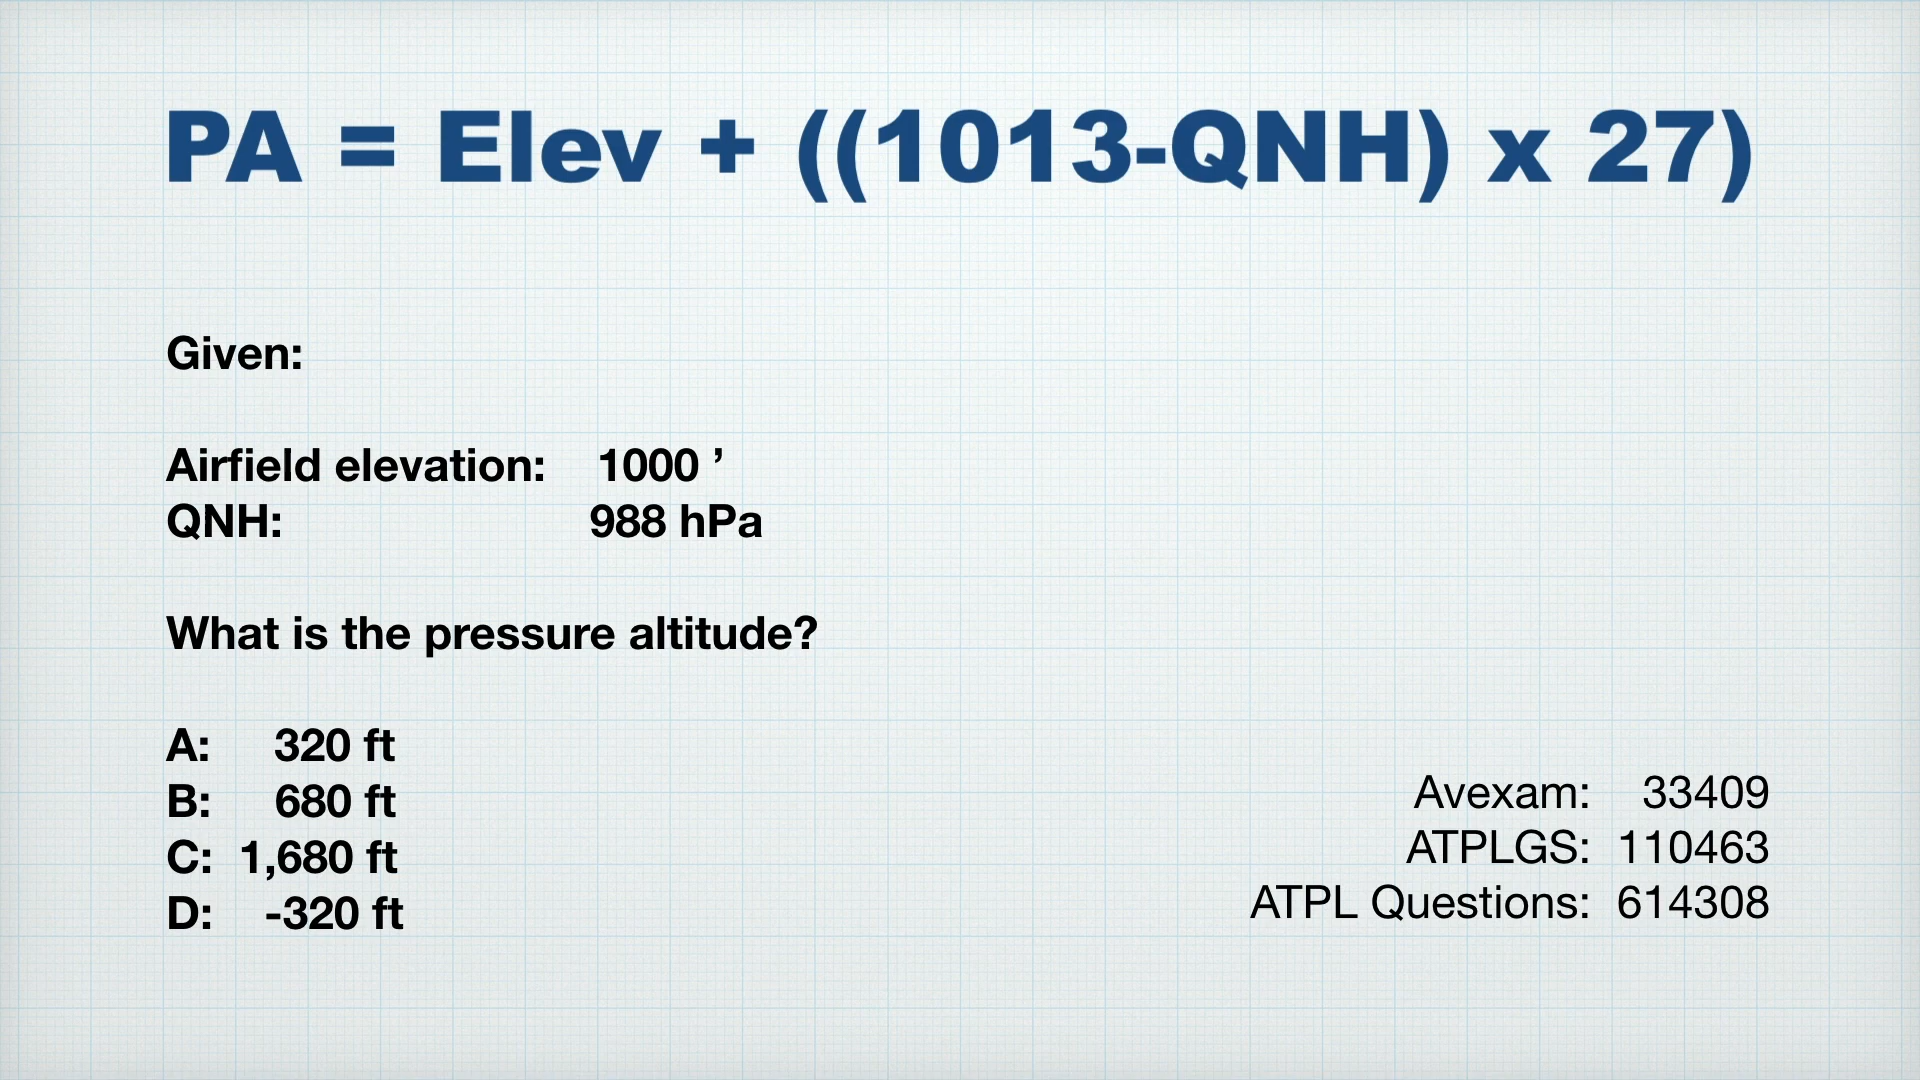 PA = Elev + ((1013-QNH) x 27)
Given:
Airfield elevation: 1000 ’
QNH: 988 hPa
What is the pressure altitude?
A: 320 ft
B: 680 ft
C: 1,680 ft
D: -320 ft
Avexam: 33409
ATPLGS: 110463
ATPL Questions: 614308